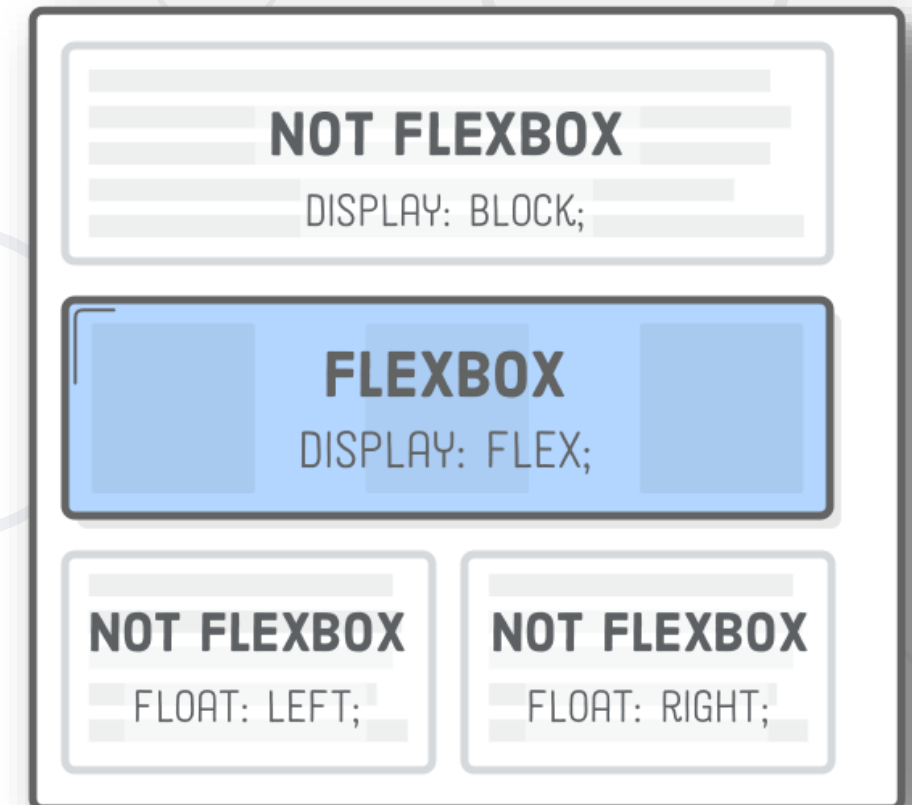 NOT FLEXBOX
DISPLAY: BLOCK;
FLEXBOX
DISPLAY: FLEX;
NOT FLEXBOX
FLOAT: LEFT;
NOT FLEXBOX
FLOAT: RIGHT;